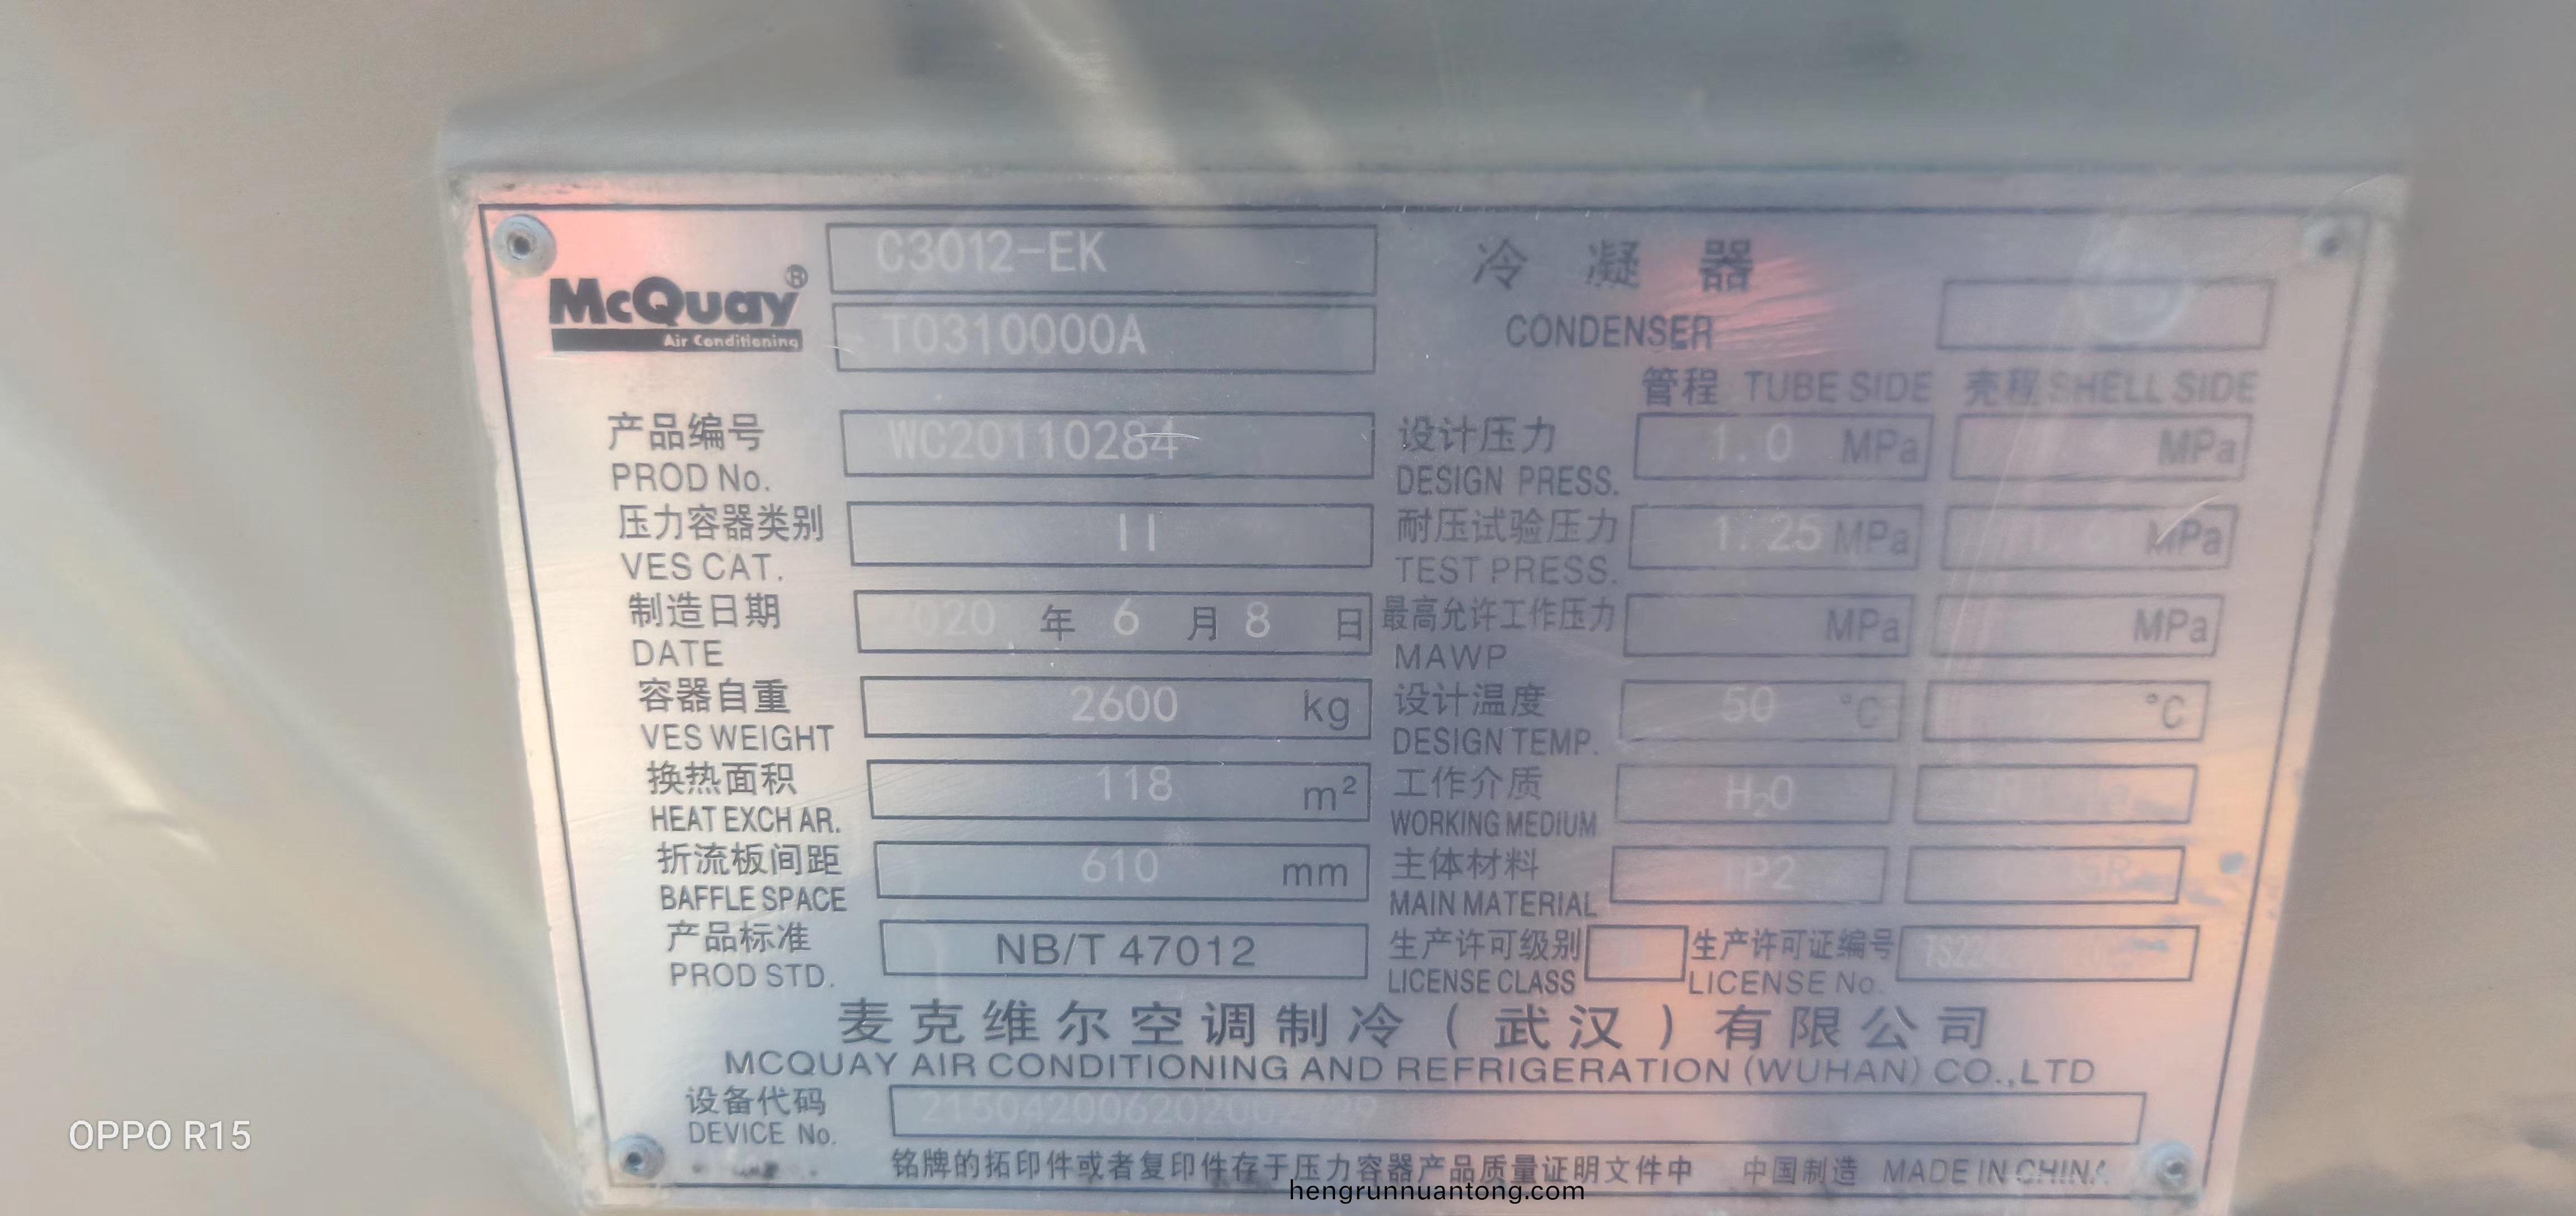 McQuay®
Air Conditioning
C3012-EK
T0310000A
冷凝器
CONDENSER
管程 TUBE SIDE 壳程 SHELL SIDE
产品编号 PROD No. WC20110284
设计压力 DESIGN PRESS. 1.0 MPa MPa
压力容器类别 VES CAT. II
耐压试验压力 TEST PRESS. 1.25 MPa MPa
制造日期 DATE 年 6 月 8 日
最高允许工作压力 MAWP MPa MPa
容器自重 VES WEIGHT 2600 kg
设计温度 DESIGN TEMP. 50 °C °C
换热面积 HEAT EXCH AR. 118 m²
工作介质 WORKING MEDIUM H₂O
折流板间距 BAFFLE SPACE 610 mm
主体材料 MAIN MATERIAL
产品标准 PROD STD. NB/T 47012
生产许可级别 LICENSE CLASS
生产许可证编号 LICENSE No.
麦克维尔空调制冷(武汉)有限公司
MCQUAY AIR CONDITIONING AND REFRIGERATION (WUHAN) CO.,LTD
设备代码 DEVICE No.
铭牌的拓印件或者复印件存于压力容器产品质量证明文件中 中国制造 MADE IN CHINA
OPPO R15
hengrunnuantong.com